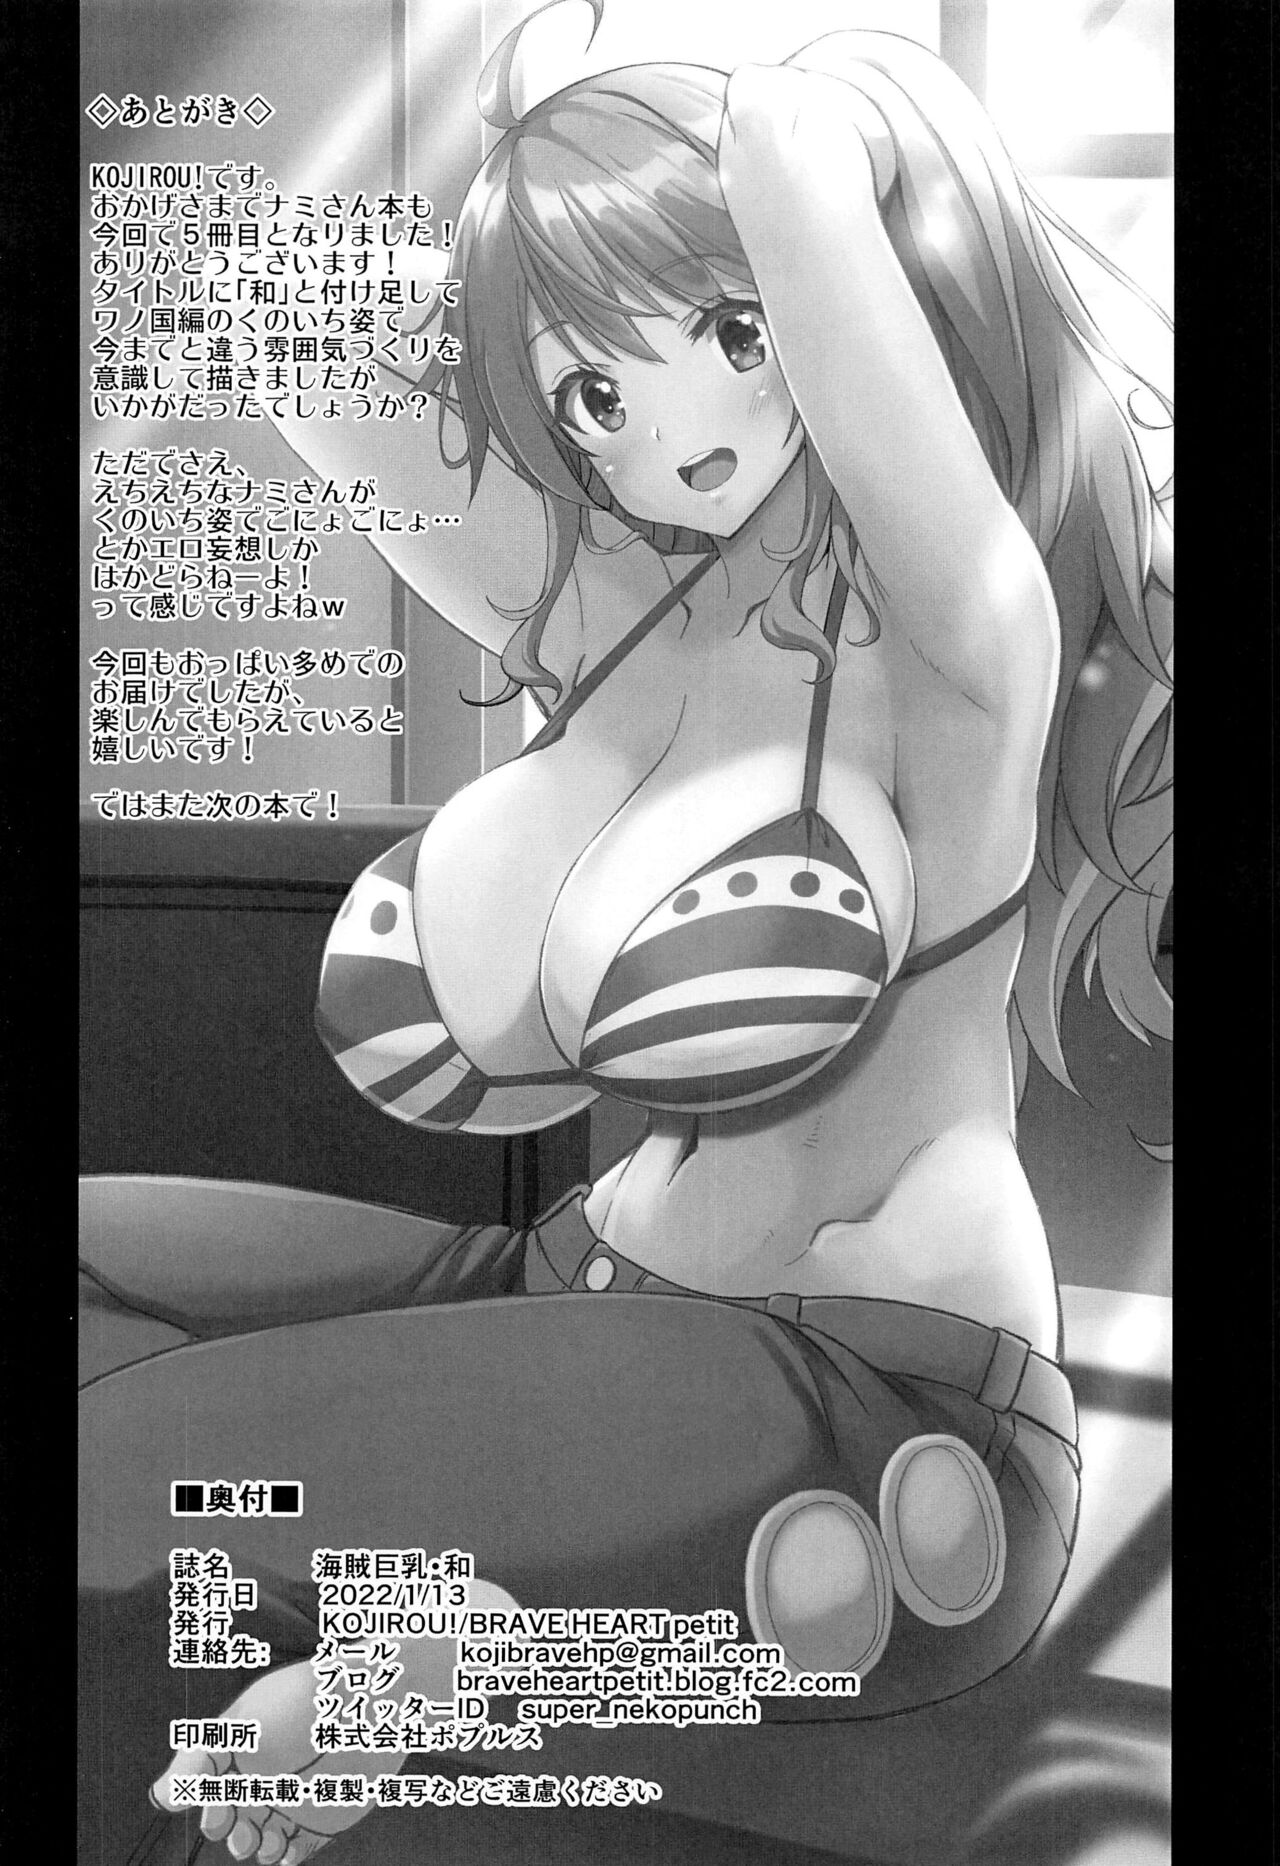 ◇あとがき◇
KOJIROU!です。
おかげさまでナミさん本も
今回で５冊目となりました！
ありがとうございます！
タイトルに「和」と付け足して
ワノ国編のくのいち姿で
今までと違う雰囲気づくりを
意識して描きましたが
いかがだったでしょうか？
ただでさえ、
えちえちなナミさんが
くのいち姿でごにょごにょ…
とかエロ妄想しか
はかどらねーよ！
って感じですよねｗ
今回もおっぱい多めでの
お届けでしたが、
楽しんでもらえていると
嬉しいです！
ではまた次の本で！
■奥付■
誌名 海賊巨乳・和
発行日 2022/1/13
発行 KOJIROU!/BRAVE HEART petit
連絡先: メール kojibravehp@gmail.com
ブログ braveheartpetit.blog.fc2.com
ツイッターID super_nekopunch
印刷所 株式会社ポプルス
※無断転載・複製・複写などご遠慮ください